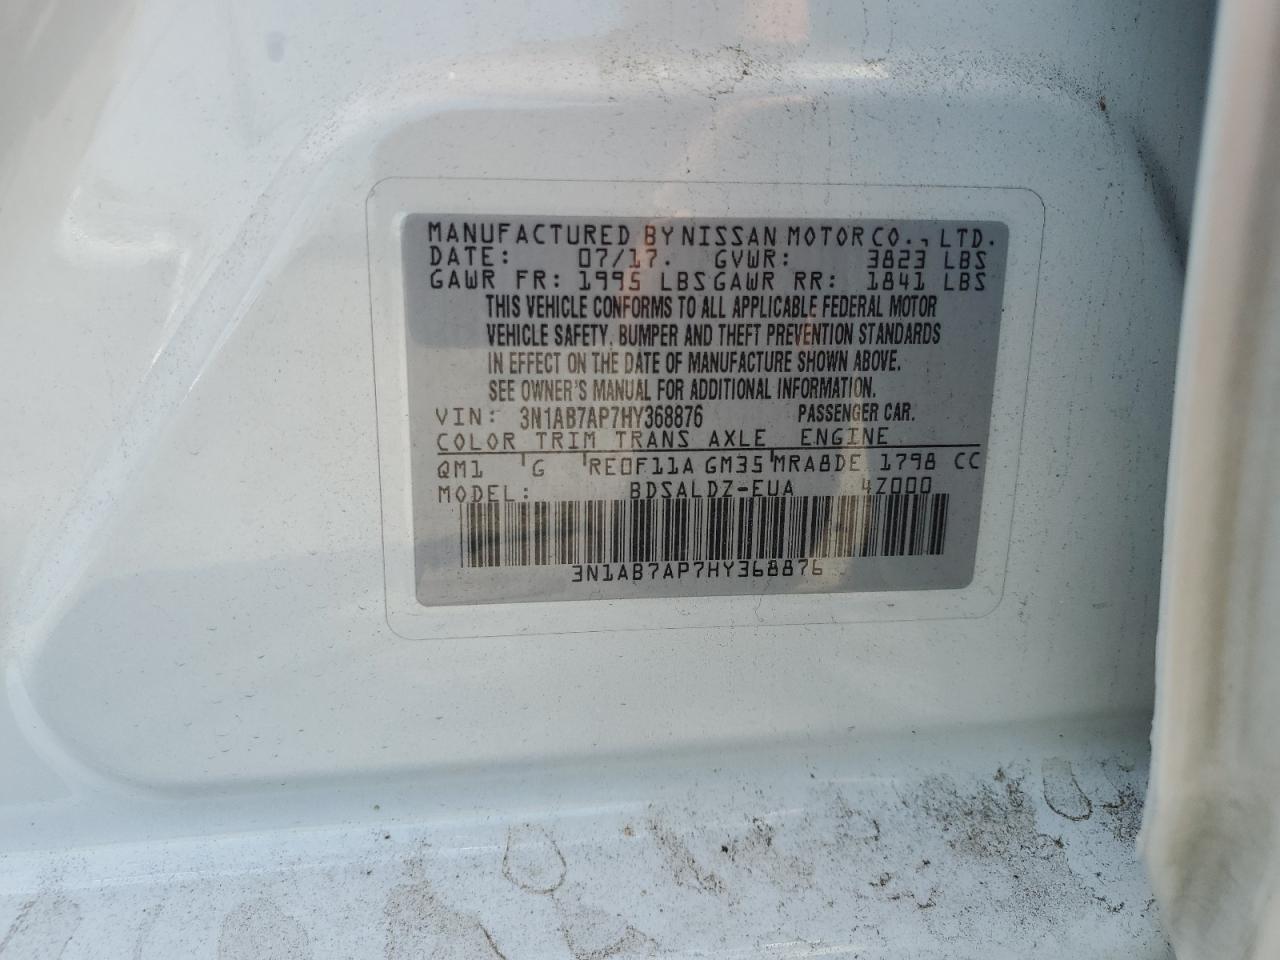 MANUFACTURED BY NISSAN MOTOR CO., LTD.
DATE: 07/17. GVWR: 3823 LBS
GAWR FR: 1995 LBS GAWR RR: 1841 LBS
THIS VEHICLE CONFORMS TO ALL APPLICABLE FEDERAL MOTOR
VEHICLE SAFETY, BUMPER AND THEFT PREVENTION STANDARDS
IN EFFECT ON THE DATE OF MANUFACTURE SHOWN ABOVE.
SEE OWNER'S MANUAL FOR ADDITIONAL INFORMATION.
VIN: 3N1AB7AP7HY368876 PASSENGER CAR.
COLOR TRIM TRANS AXLE ENGINE
QM1 G RE0F11A GM35 MRA8DE 1798 CC
MODEL: BDSALDZ-EUA 4Z000
3N1AB7AP7HY368876